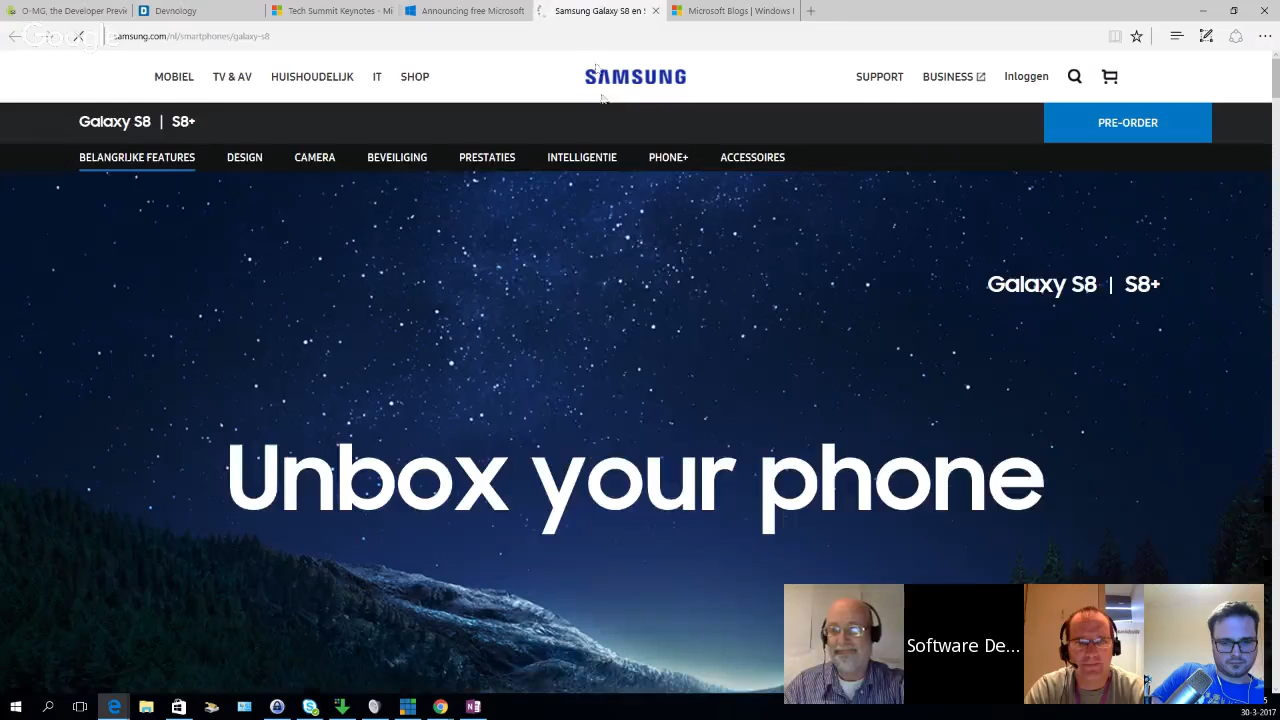 O-MG, the Developer Previ
Devnology
Tech Summit Keynotes - Mi
Announcing free Microsoft
Samsung Galaxy S8 en S
Microsoft Blogs | Windows I
Google
samsung.com/nl/smartphones/galaxy-s8
MOBIEL TV & AV HUISHOUDELIJK IT SHOP
SAMSUNG
SUPPORT BUSINESS Inloggen
Galaxy S8 | S8+
PRE-ORDER
BELANGRIJKE FEATURES DESIGN CAMERA BEVEILIGING PRESTATIES INTELLIGENTIE PHONE+ ACCESSOIRES
Galaxy S8 | S8+
Unbox your phone
Software De...
30-3-2017